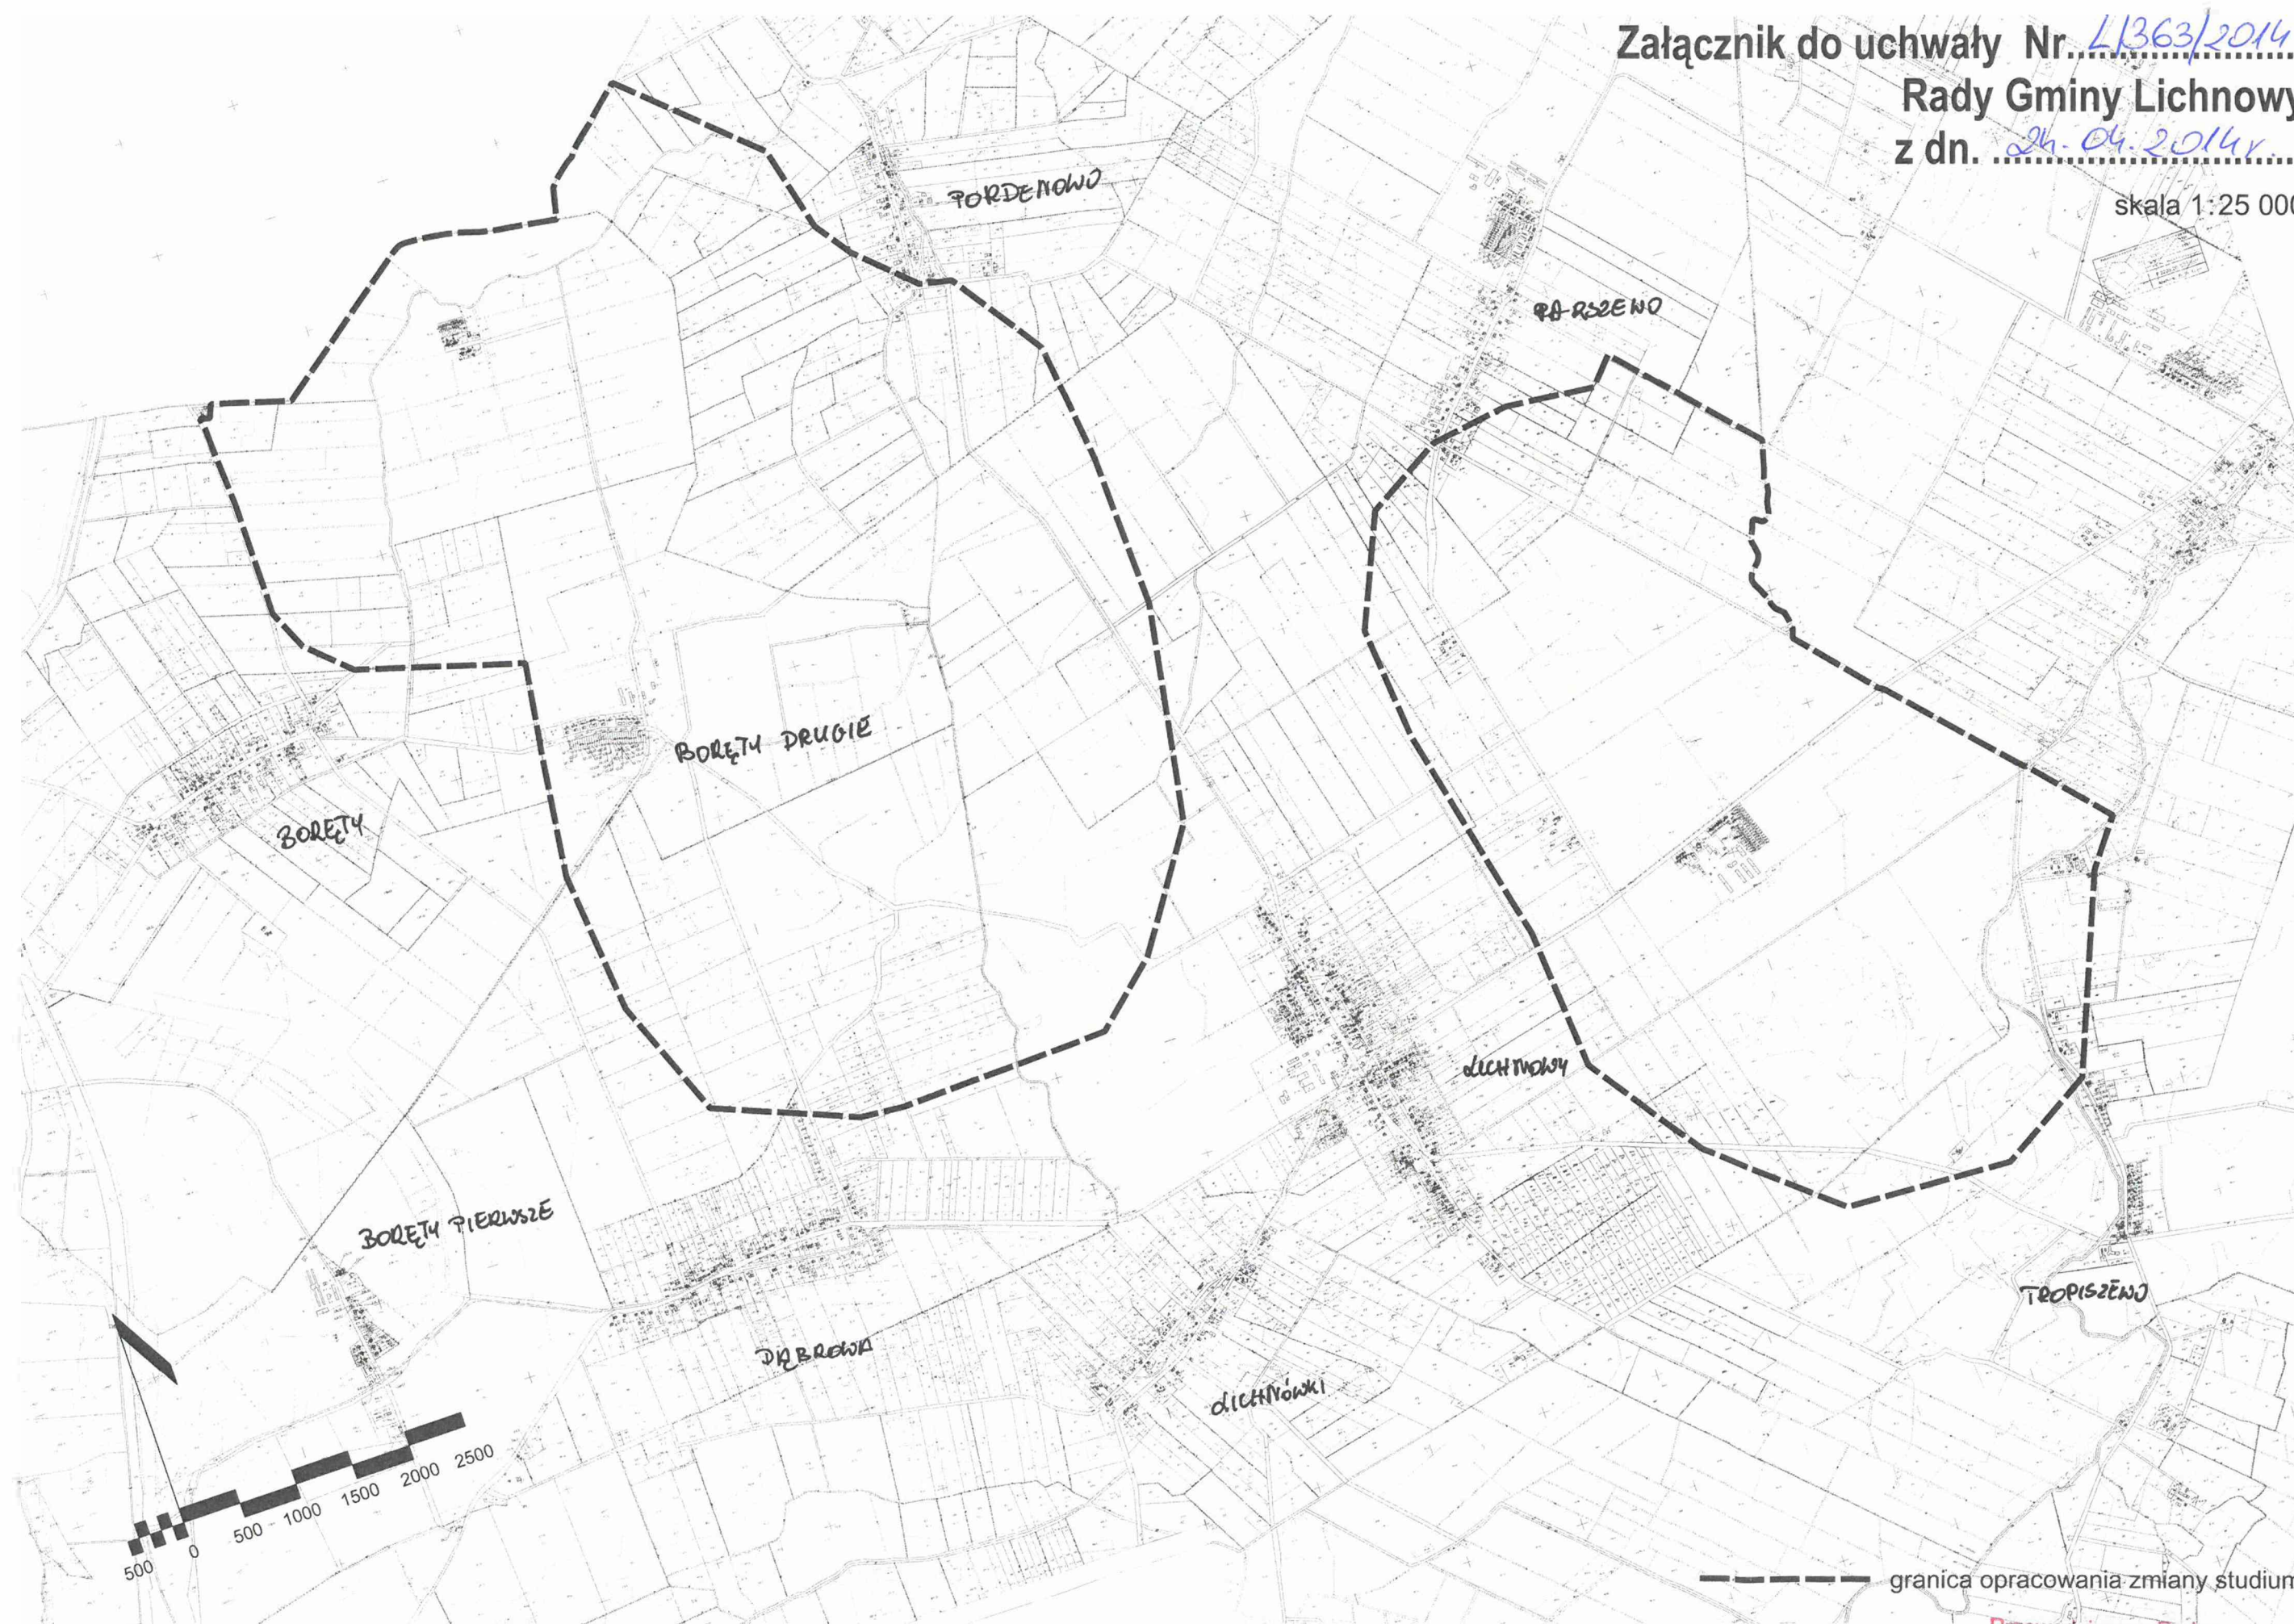 Załącznik do uchwały Nr. L/363/2014
Rady Gminy Lichnowy
z dn. 24.04.2014r.
skala 1:25 000
PORDENOWO
PARSZEWO
BORĘTY DRUGIE
BORĘTY
LICHNOWY
BORĘTY PIERWSZE
TROPISZEWO
DĄBROWA
LICHNÓWKI
500 0 500 1000 1500 2000 2500
granica opracowania zmiany studium